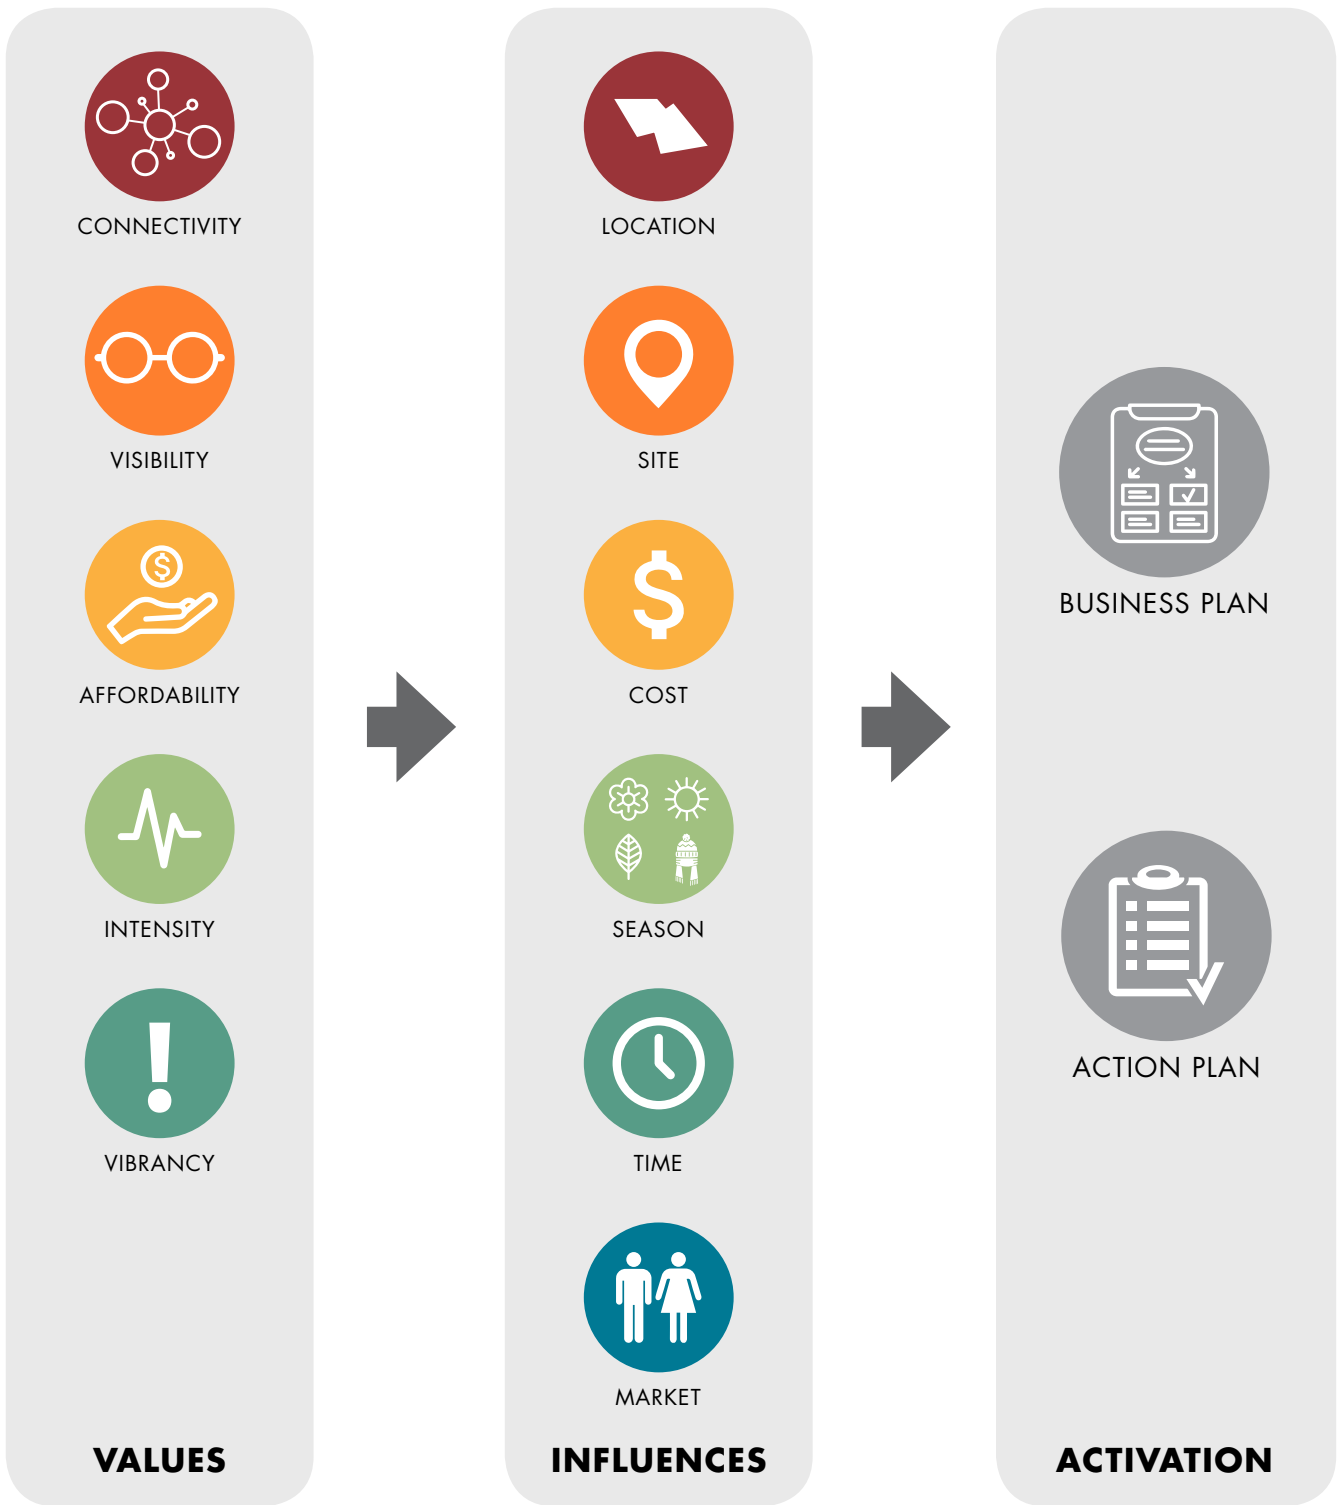 CONNECTIVITY
VISIBILITY
$
AFFORDABILITY
INTENSITY
!
VIBRANCY
VALUES
LOCATION
SITE
$
COST
SEASON
TIME
MARKET
INFLUENCES
BUSINESS PLAN
ACTION PLAN
ACTIVATION